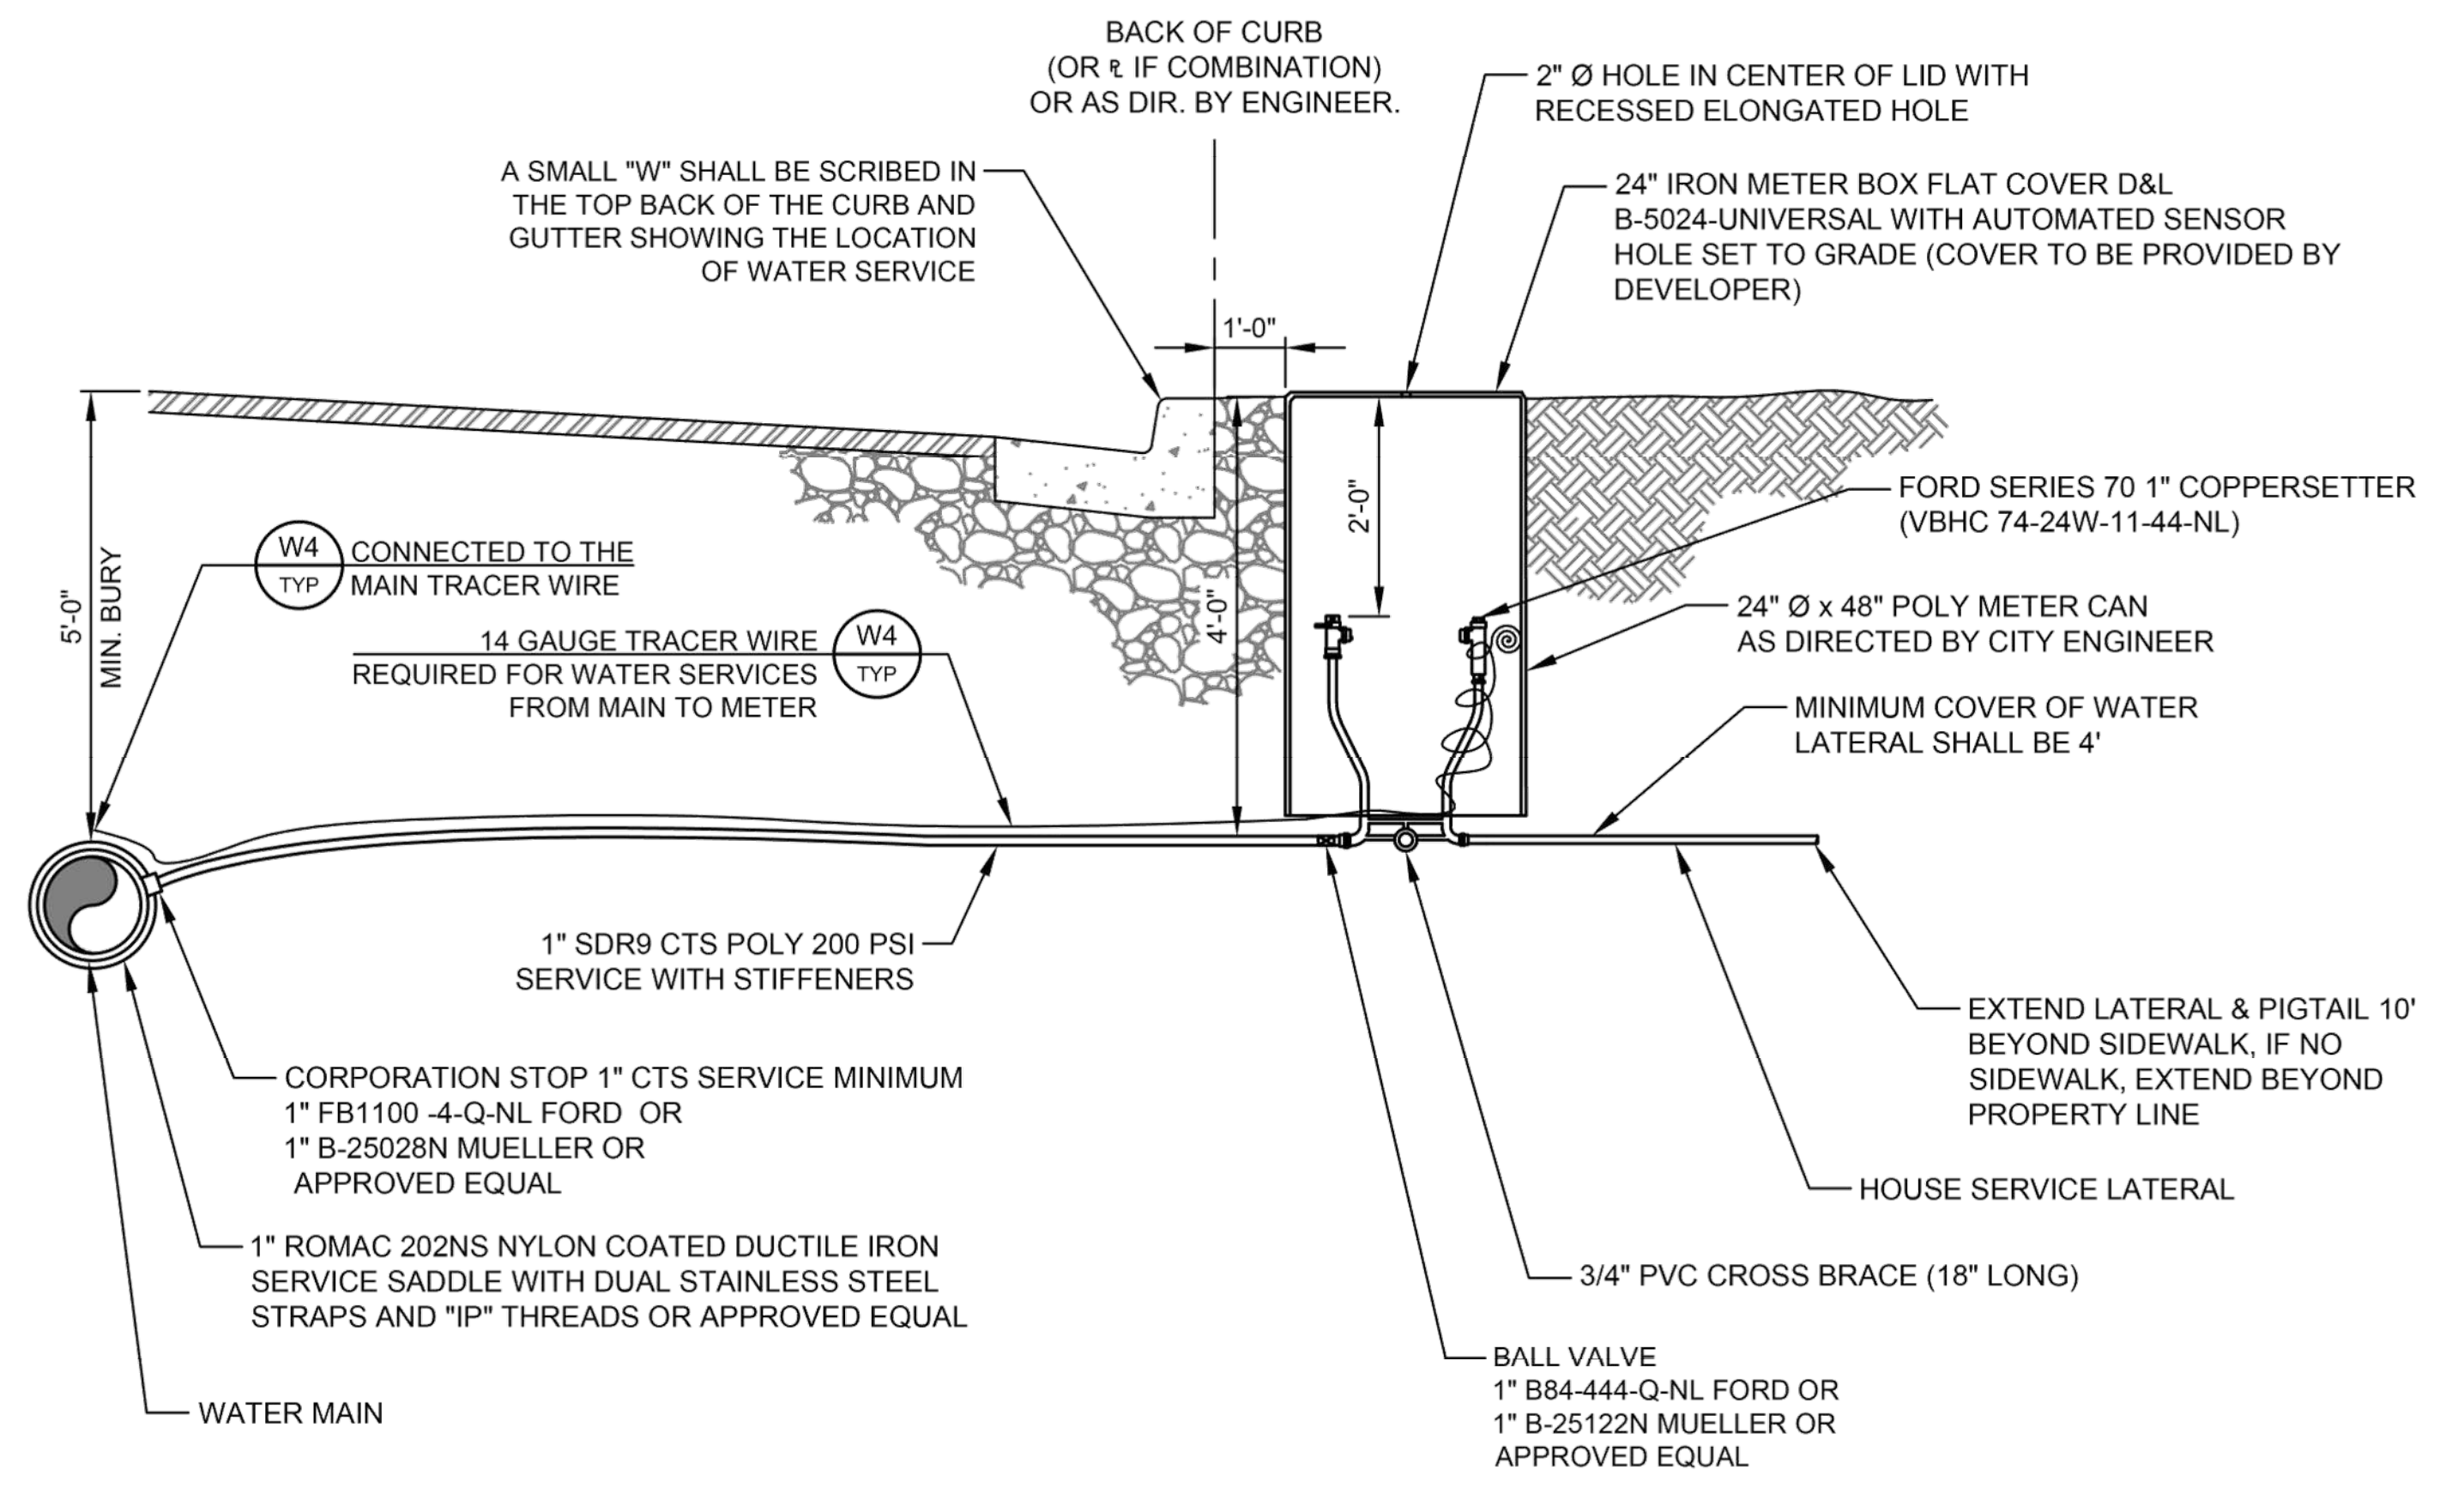 BACK OF CURB
(OR ⅊ IF COMBINATION)
OR AS DIR. BY ENGINEER.
2" Ø HOLE IN CENTER OF LID WITH
RECESSED ELONGATED HOLE
A SMALL "W" SHALL BE SCRIBED IN
THE TOP BACK OF THE CURB AND
GUTTER SHOWING THE LOCATION
OF WATER SERVICE
24" IRON METER BOX FLAT COVER D&L
B-5024-UNIVERSAL WITH AUTOMATED SENSOR
HOLE SET TO GRADE (COVER TO BE PROVIDED BY
DEVELOPER)
1'-0"
2'-0"
4'-0"
5'-0"
MIN. BURY
FORD SERIES 70 1" COPPERSETTER
(VBHC 74-24W-11-44-NL)
W4
TYP
CONNECTED TO THE
MAIN TRACER WIRE
14 GAUGE TRACER WIRE
REQUIRED FOR WATER SERVICES
FROM MAIN TO METER
W4
TYP
24" Ø x 48" POLY METER CAN
AS DIRECTED BY CITY ENGINEER
MINIMUM COVER OF WATER
LATERAL SHALL BE 4'
1" SDR9 CTS POLY 200 PSI
SERVICE WITH STIFFENERS
EXTEND LATERAL & PIGTAIL 10'
BEYOND SIDEWALK, IF NO
SIDEWALK, EXTEND BEYOND
PROPERTY LINE
CORPORATION STOP 1" CTS SERVICE MINIMUM
1" FB1100 -4-Q-NL FORD OR
1" B-25028N MUELLER OR
APPROVED EQUAL
HOUSE SERVICE LATERAL
1" ROMAC 202NS NYLON COATED DUCTILE IRON
SERVICE SADDLE WITH DUAL STAINLESS STEEL
STRAPS AND "IP" THREADS OR APPROVED EQUAL
3/4" PVC CROSS BRACE (18" LONG)
BALL VALVE
1" B84-444-Q-NL FORD OR
1" B-25122N MUELLER OR
APPROVED EQUAL
WATER MAIN